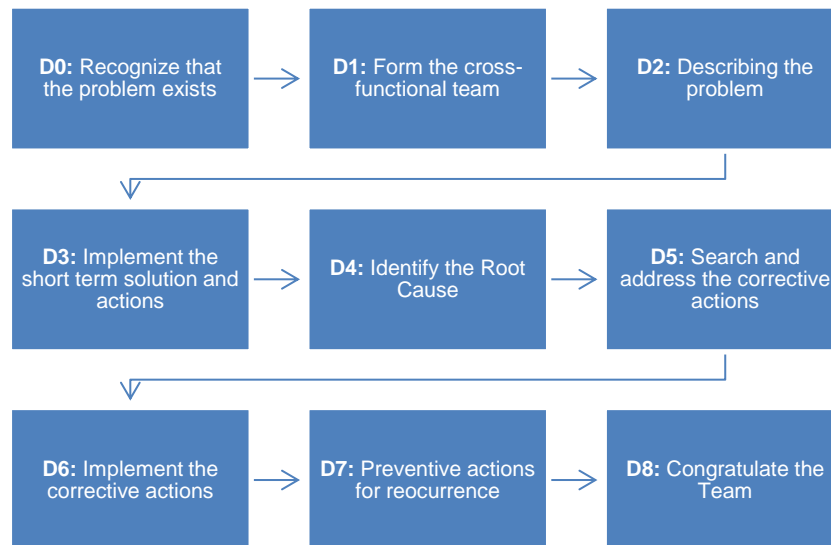 D0: Recognize that
the problem exists
D1: Form the cross-
functional team
D2: Describing the
problem
D3: Implement the
short term solution and
actions
D4: Identify the Root
Cause
D5: Search and
address the corrective
actions
D6: Implement the
corrective actions
D7: Preventive actions
for reocurrence
D8: Congratulate the
Team